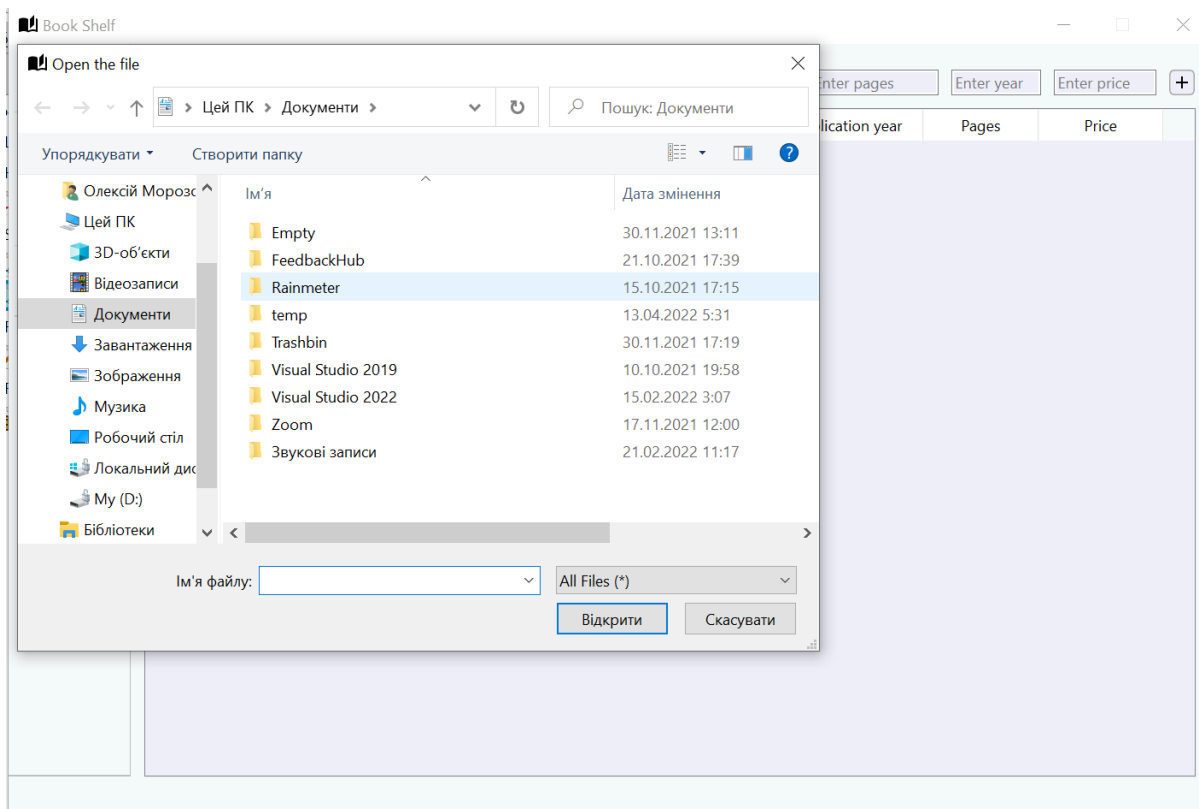 Book Shelf
Open the file
Enter pages Enter year Enter price +
Цей ПК Документи
Пошук: Документи
lication year Pages Price
Упорядкувати Створити папку ?
Олексій Морозс
Цей ПК
3D-об'єкти
Відеозаписи
Документи
Завантаження
Зображення
Музика
Робочий стіл
Локальний дис
My (D:)
Бібліотеки
Ім'я Дата змінення
Empty 30.11.2021 13:11
FeedbackHub 21.10.2021 17:39
Rainmeter 15.10.2021 17:15
temp 13.04.2022 5:31
Trashbin 30.11.2021 17:19
Visual Studio 2019 10.10.2021 19:58
Visual Studio 2022 15.02.2022 3:07
Zoom 17.11.2021 12:00
Звукові записи 21.02.2022 11:17
Ім'я файлу: All Files (*)
Відкрити Скасувати